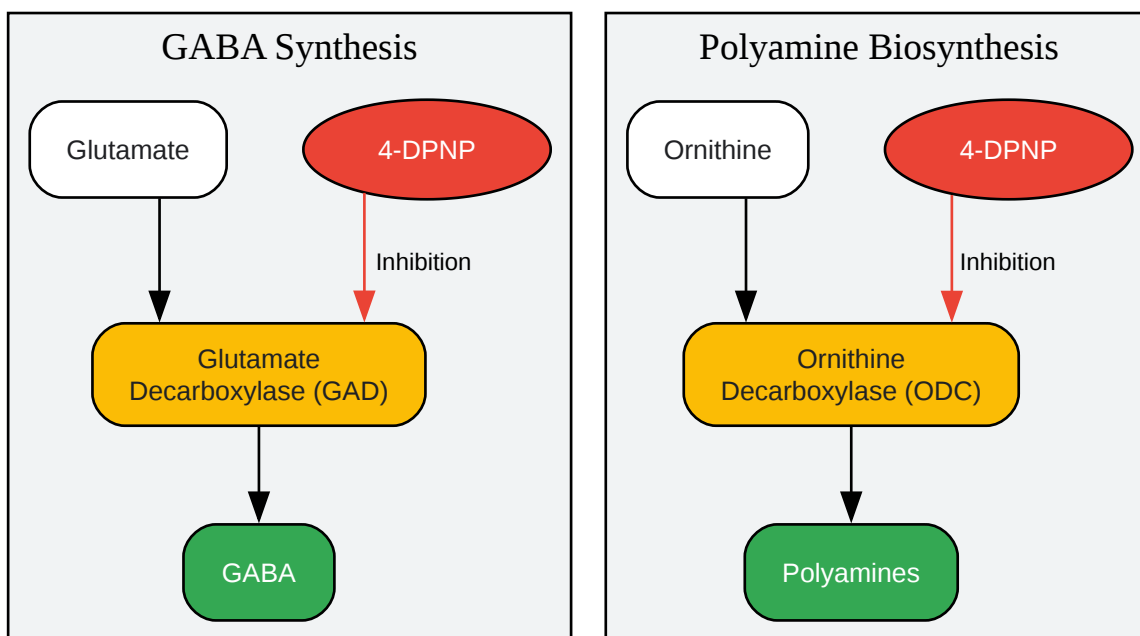 GABA Synthesis
Glutamate
4-DPNP
Inhibition
Glutamate
Decarboxylase (GAD)
GABA
Polyamine Biosynthesis
Ornithine
4-DPNP
Inhibition
Ornithine
Decarboxylase (ODC)
Polyamines